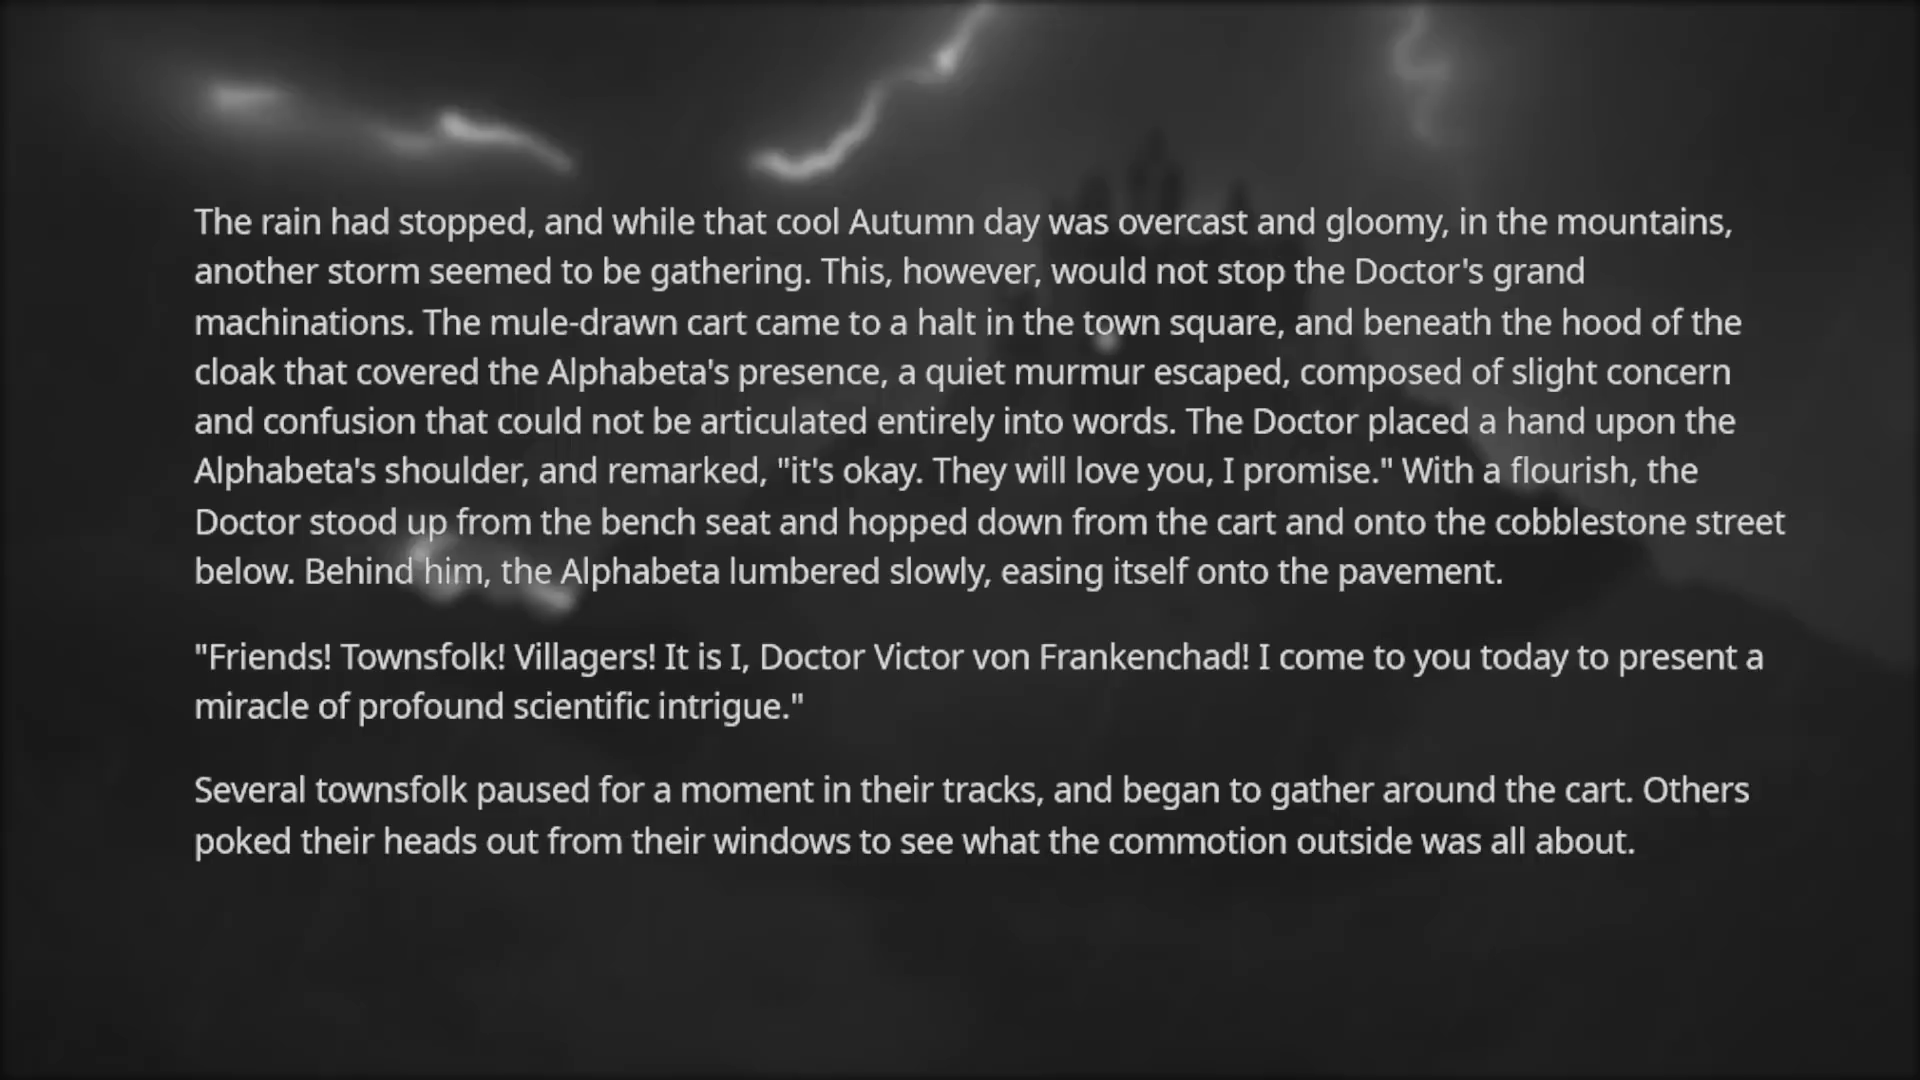 The rain had stopped, and while that cool Autumn day was overcast and gloomy, in the mountains,
another storm seemed to be gathering. This, however, would not stop the Doctor's grand
machinations. The mule-drawn cart came to a halt in the town square, and beneath the hood of the
cloak that covered the Alphabeta's presence, a quiet murmur escaped, composed of slight concern
and confusion that could not be articulated entirely into words. The Doctor placed a hand upon the
Alphabeta's shoulder, and remarked, "it's okay. They will love you, I promise." With a flourish, the
Doctor stood up from the bench seat and hopped down from the cart and onto the cobblestone street
below. Behind him, the Alphabeta lumbered slowly, easing itself onto the pavement.
"Friends! Townsfolk! Villagers! It is I, Doctor Victor von Frankenchad! I come to you today to present a
miracle of profound scientific intrigue."
Several townsfolk paused for a moment in their tracks, and began to gather around the cart. Others
poked their heads out from their windows to see what the commotion outside was all about.